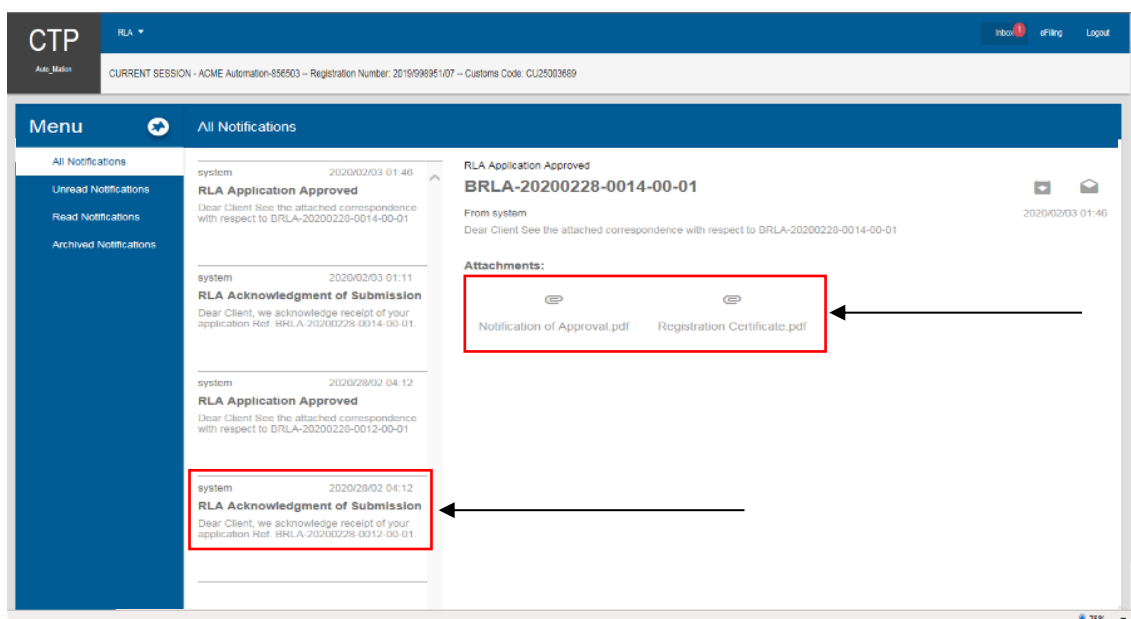 CTP
Auto_Mation
RLA
Inbox 1 eFiling Logout
CURRENT SESSION - ACME Automation-856503 -- Registration Number: 2019/998951/07 -- Customs Code: CU25003689
Menu
All Notifications
Unread Notifications
Read Notifications
Archived Notifications
All Notifications
system 2020/02/03 01:46
RLA Application Approved
Dear Client See the attached correspondence
with respect to BRLA-20200228-0014-00-01
system 2020/02/03 01:11
RLA Acknowledgment of Submission
Dear Client, we acknowledge receipt of your
application Ref. BRLA-20200228-0014-00-01.
system 2020/28/02 04:12
RLA Application Approved
Dear Client See the attached correspondence
with respect to BRLA-20200228-0012-00-01
system 2020/28/02 04:12
RLA Acknowledgment of Submission
Dear Client, we acknowledge receipt of your
application Ref. BRLA-20200228-0012-00-01.
RLA Application Approved
BRLA-20200228-0014-00-01
From system 2020/02/03 01:46
Dear Client See the attached correspondence with respect to BRLA-20200228-0014-00-01
Attachments:
Notification of Approval.pdf Registration Certificate.pdf
75%